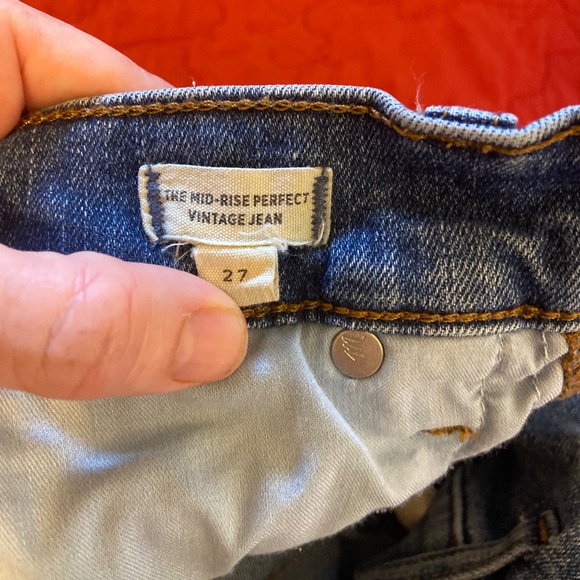 THE MID-RISE PERFECT
VINTAGE JEAN
27
m